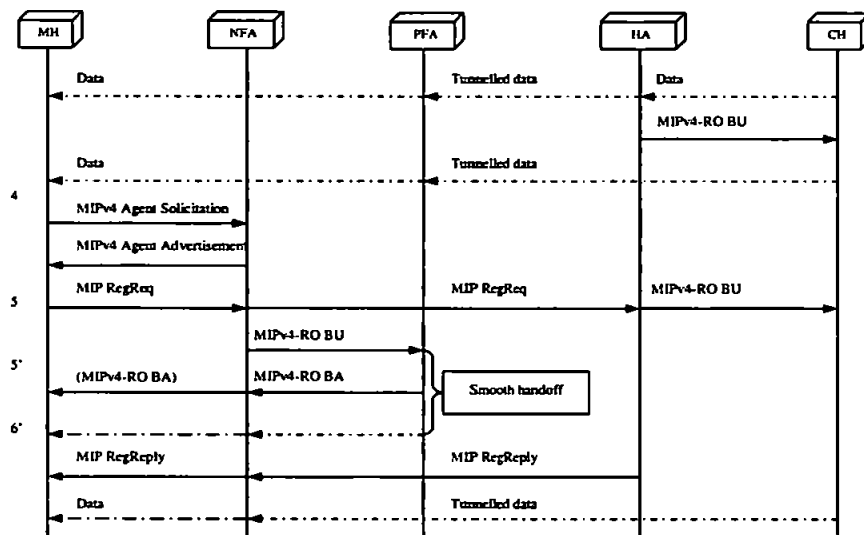 MH NFA PFA HA CH
Data Tunnelled data Data
MIPv4-RO BU
Data Tunnelled data
4
MIPv4 Agent Solicitation
MIPv4 Agent Advertisement
5 MIP RegReq MIP RegReq MIPv4-RO BU
MIPv4-RO BU
5'
(MIPv4-RO BA) MIPv4-RO BA Smooth handoff
6'
MIP RegReply MIP RegReply
Data Tunnelled data